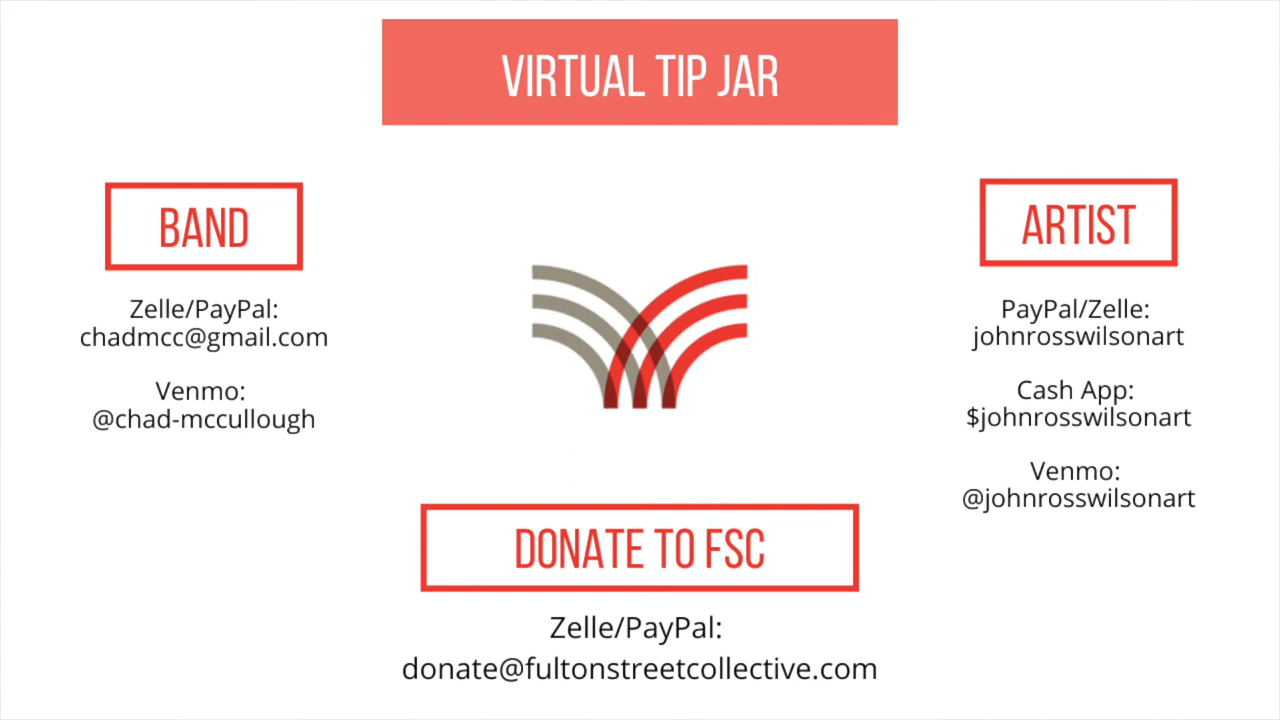 VIRTUAL TIP JAR
BAND
Zelle/PayPal:
chadmcc@gmail.com
Venmo:
@chad-mccullough
ARTIST
PayPal/Zelle:
johnrosswilsonart
Cash App:
$johnrosswilsonart
Venmo:
@johnrosswilsonart
DONATE TO FSC
Zelle/PayPal:
donate@fultonstreetcollective.com